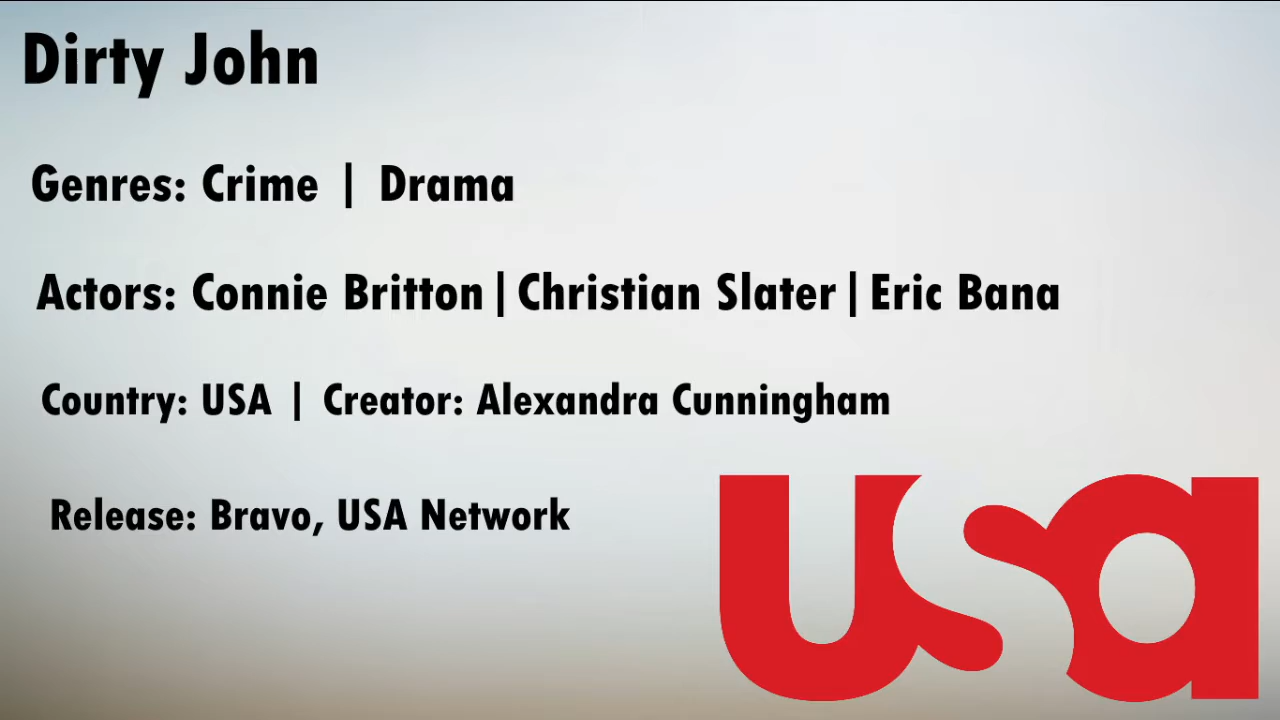 Dirty John
Genres: Crime | Drama
Actors: Connie Britton|Christian Slater|Eric Bana
Country: USA | Creator: Alexandra Cunningham
Release: Bravo, USA Network
usa